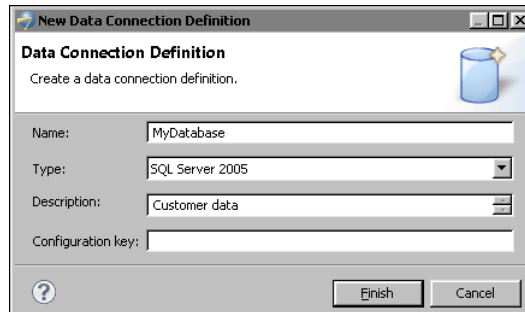 New Data Connection Definition
Data Connection Definition
Create a data connection definition.
Name: MyDatabase
Type: SQL Server 2005
Description: Customer data
Configuration key:
? Finish Cancel